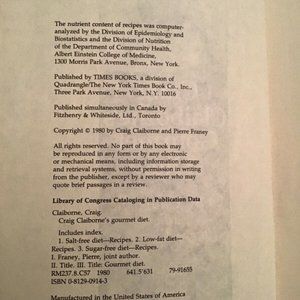 The nutrient content of recipes was computer-
analyzed by the Division of Epidemiology and
Biostatistics and the Division of Nutrition
of the Department of Community Health,
Albert Einstein College of Medicine,
1300 Morris Park Avenue, Bronx, New York.
Published by TIMES BOOKS, a division of
Quadrangle/The New York Times Book Co., Inc.,
Three Park Avenue, New York, N.Y. 10016
Published simultaneously in Canada by
Fitzhenry & Whiteside, Ltd., Toronto
Copyright © 1980 by Craig Claiborne and Pierre Franey
All rights reserved. No part of this book may
be reproduced in any form or by any electronic
or mechanical means, including information storage
and retrieval systems, without permission in writing
from the publisher, except by a reviewer who may
quote brief passages in a review.
Library of Congress Cataloging in Publication Data
Claiborne, Craig.
Craig Claiborne's gourmet diet.
Includes index.
1. Salt-free diet—Recipes. 2. Low-fat diet—
Recipes. 3. Sugar-free diet—Recipes.
I. Franey, Pierre, joint author.
II. Title. III. Title: Gourmet diet.
RM237.8.C57 1980 641.5'631 79-91655
ISBN 0-8129-0914-3
Manufactured in the United States of America